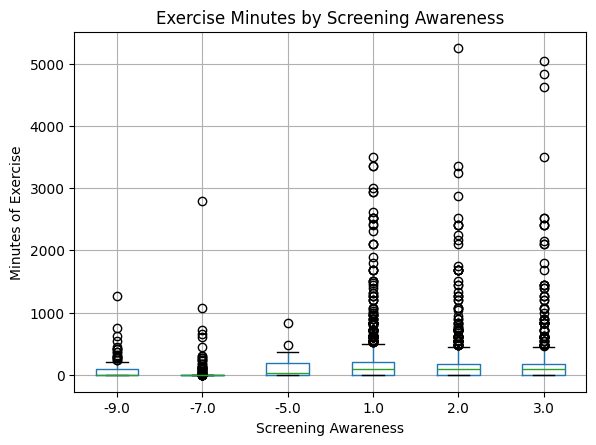 Exercise Minutes by Screening Awareness
5000
4000
3000
2000
1000
0
Minutes of Exercise
-9.0 -7.0 -5.0 1.0 2.0 3.0
Screening Awareness